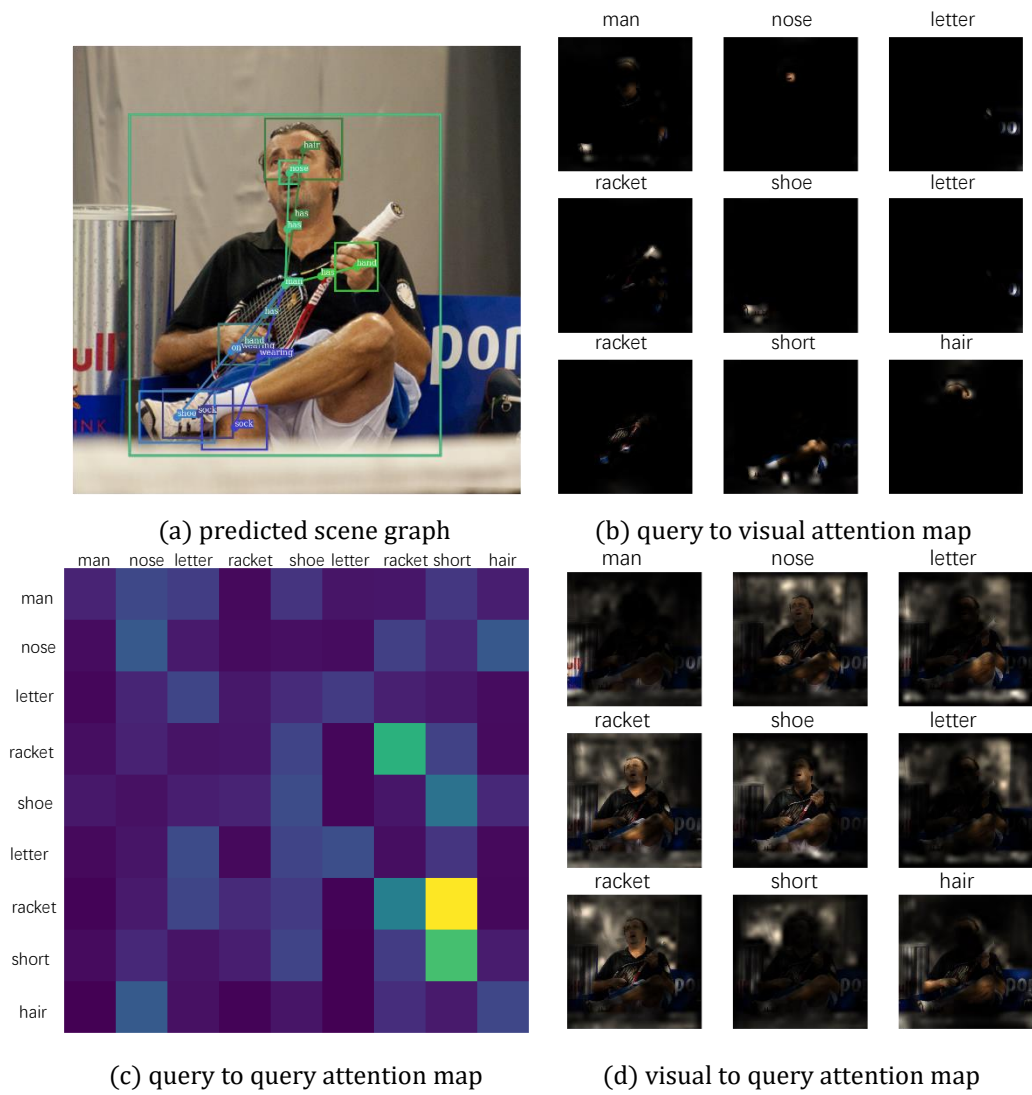 man nose letter
hair
nose
has
has
has
hand
man
has
hand
on wearing
wearing
shoe sock
sock
ull
por
INK
racket shoe letter
racket short hair
(a) predicted scene graph
(b) query to visual attention map
man nose letter racket shoe letter racket short hair
man
nose
letter
racket
shoe
letter
racket
short
hair
man nose letter
racket shoe letter
racket short hair
(c) query to query attention map
(d) visual to query attention map